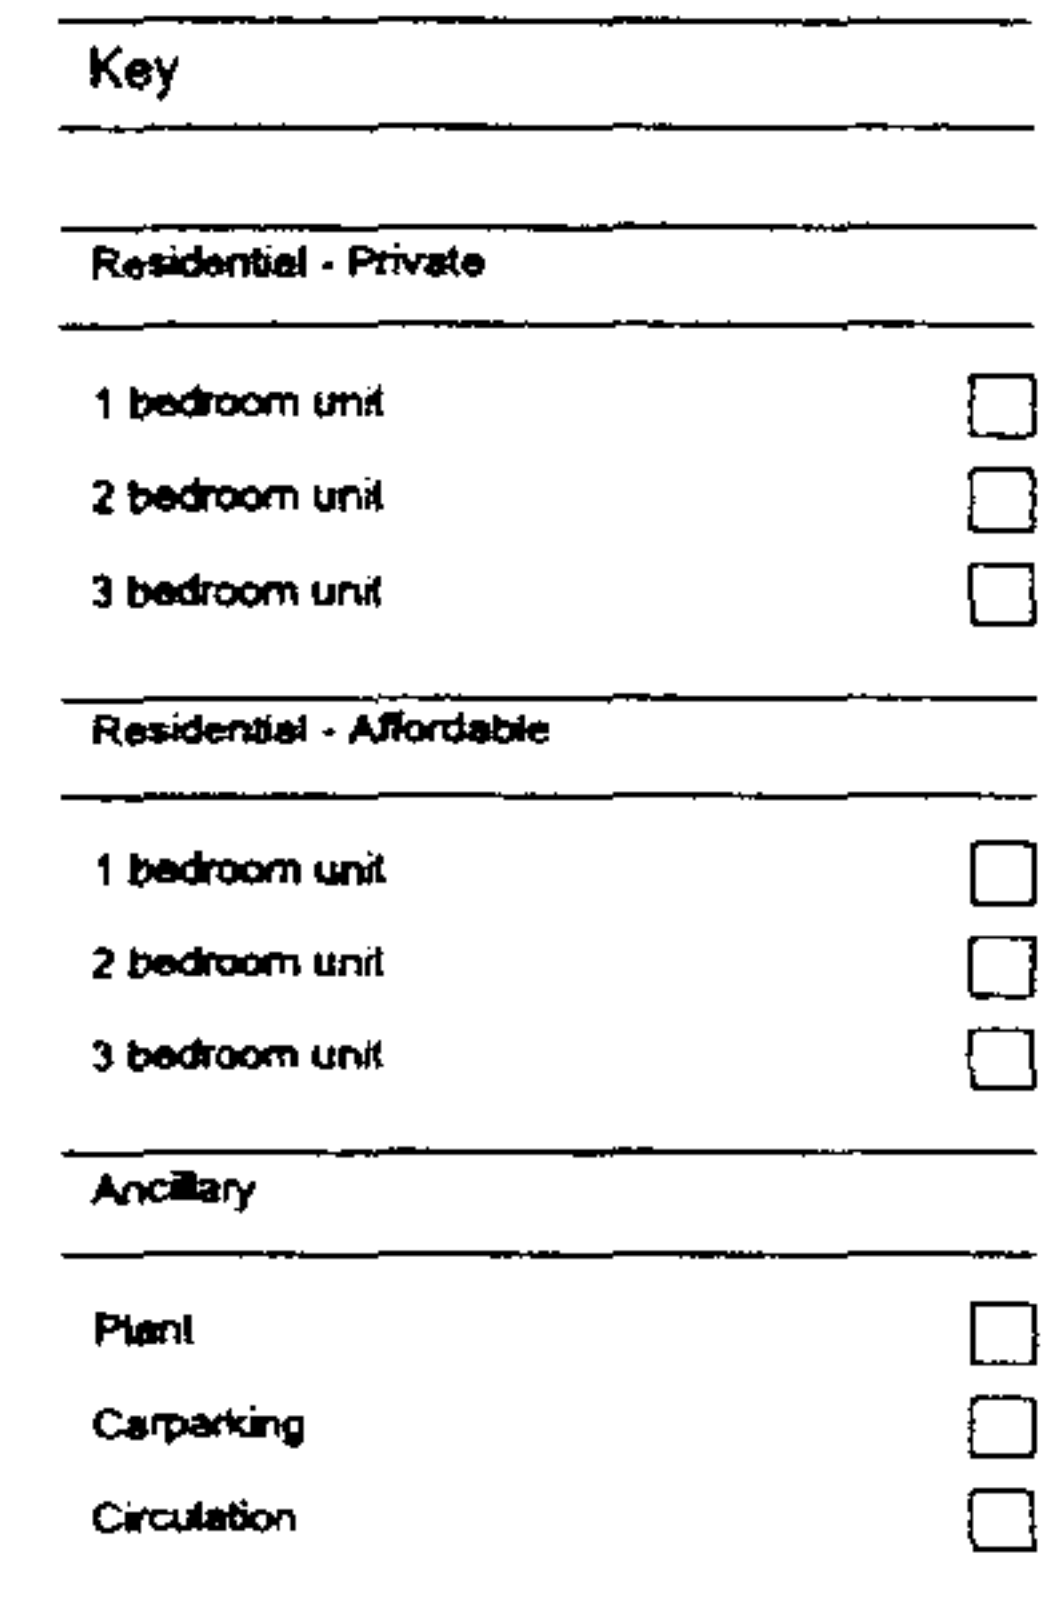 Key
Residential - Private
1 bedroom unit
2 bedroom unit
3 bedroom unit
Residential - Affordable
1 bedroom unit
2 bedroom unit
3 bedroom unit
Ancillary
Plant
Carparking
Circulation